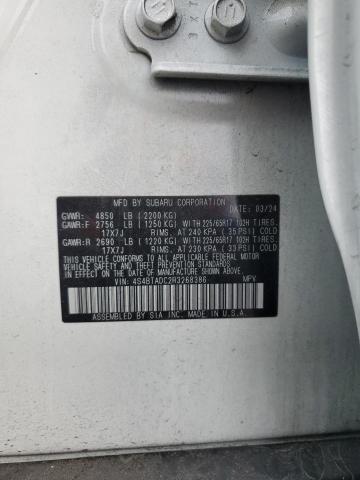 MFD BY SUBARU CORPORATION DATE: 03/24
GVWR: 4850 LB (2200 KG)
GAWR:F 2756 LB (1250 KG) WITH 225/65R17 102H TIRES.
17X7J RIMS. AT 240 KPA (35 PSI) COLD
GAWR:R 2690 LB (1220 KG) WITH 225/65R17 102H TIRES.
17X7J RIMS. AT 230 KPA (33 PSI) COLD
THIS VEHICLE CONFORMS TO ALL APPLICABLE FEDERAL MOTOR
VEHICLE SAFETY AND THEFT PREVENTION STANDARDS IN EFFECT
ON THE DATE OF MANUFACTURE SHOWN ABOVE.
VIN: 4S4BTADC2R3268386 MPV
ASSEMBLED BY SIA INC. MADE IN U.S.A.